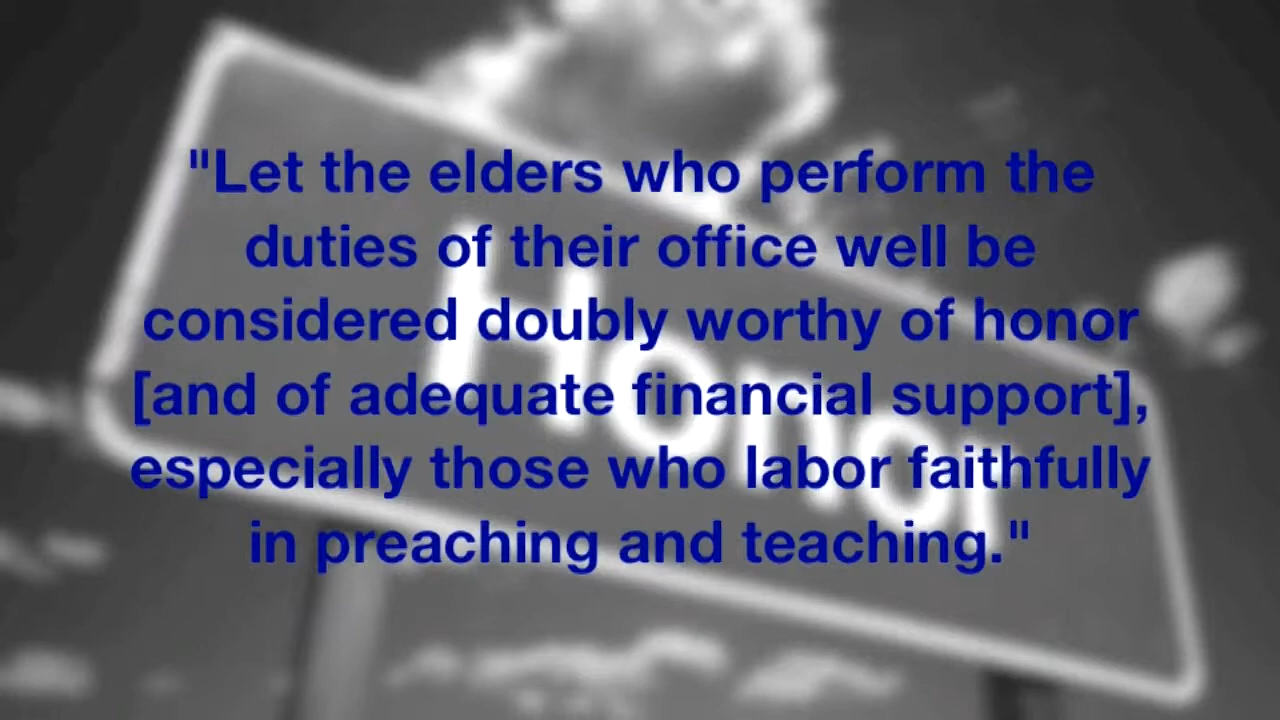 "Let the elders who perform the
duties of their office well be
considered doubly worthy of honor
[and of adequate financial support],
especially those who labor faithfully
in preaching and teaching."
Honor